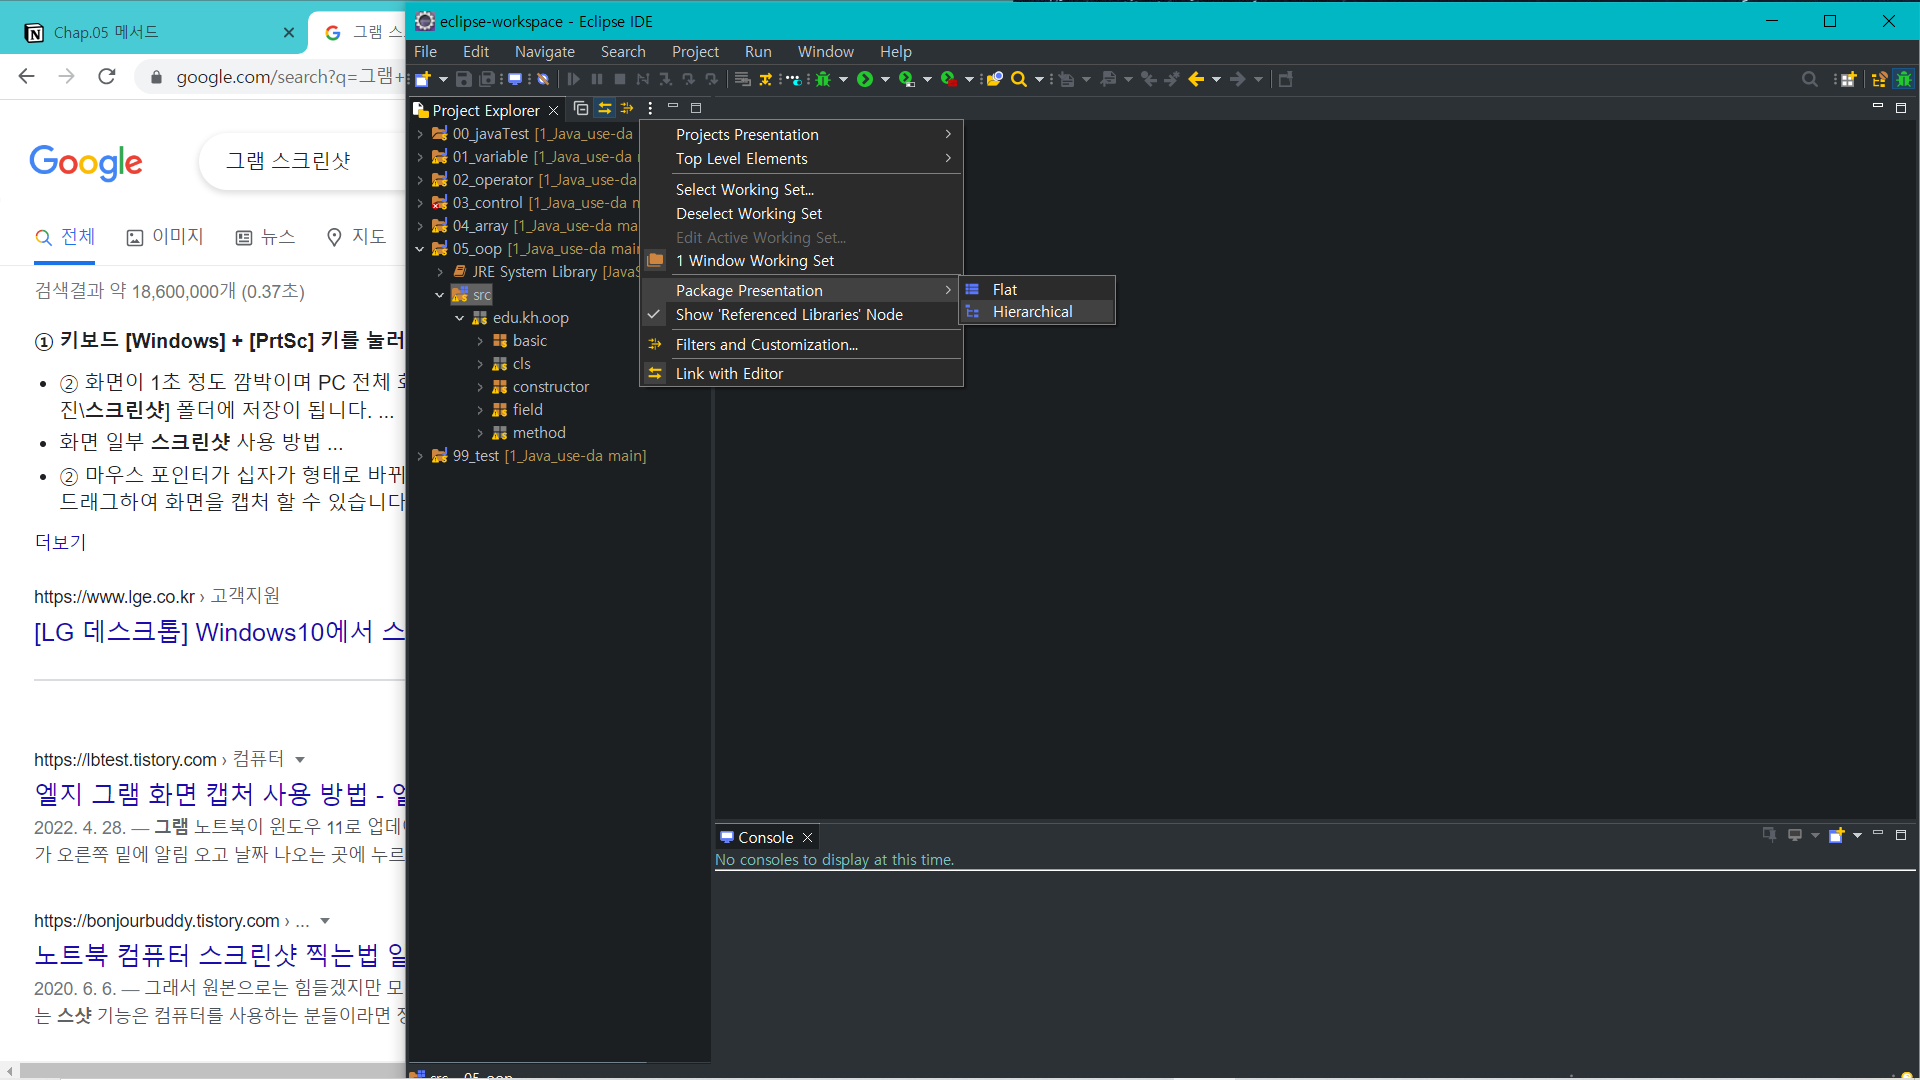 Chap.05 메서드
그램 스
google.com/search?q=그램+
Google
그램 스크린샷
전체
이미지
뉴스
지도
검색결과 약 18,600,000개 (0.37초)
① 키보드 [Windows] + [PrtSc] 키를 눌러
② 화면이 1초 정도 깜박이며 PC 전체
진\스크린샷] 폴더에 저장이 됩니다. ...
화면 일부 스크린샷 사용 방법 ...
② 마우스 포인터가 십자가 형태로 바뀌
드래그하여 화면을 캡처 할 수 있습니다
더보기
https://www.lge.co.kr › 고객지원
[LG 데스크톱] Windows10에서 스
https://lbtest.tistory.com › 컴퓨터
엘지 그램 화면 캡처 사용 방법 -
2022. 4. 28. — 그램 노트북이 윈도우 11로 업데
가 오른쪽 밑에 알림 오고 날짜 나오는 곳에 누르
https://bonjourbuddy.tistory.com › ...
노트북 컴퓨터 스크린샷 찍는법 일
2020. 6. 6. — 그래서 원본으로는 힘들겠지만 모
는 스샷 기능은 컴퓨터를 사용하는 분들이라면
eclipse-workspace - Eclipse IDE
File Edit Navigate Search Project Run Window Help
Project Explorer
00_javaTest [1_Java_use-da
01_variable [1_Java_use-da
02_operator [1_Java_use-da
03_control [1_Java_use-da
04_array [1_Java_use-da ma
05_oop [1_Java_use-da main
JRE System Library [JavaS
src
edu.kh.oop
basic
cls
constructor
field
method
99_test [1_Java_use-da main]
Projects Presentation
Top Level Elements
Select Working Set...
Deselect Working Set
Edit Active Working Set...
1 Window Working Set
Package Presentation
Show 'Referenced Libraries' Node
Filters and Customization...
Link with Editor
Flat
Hierarchical
Console
No consoles to display at this time.
src - 05_oop